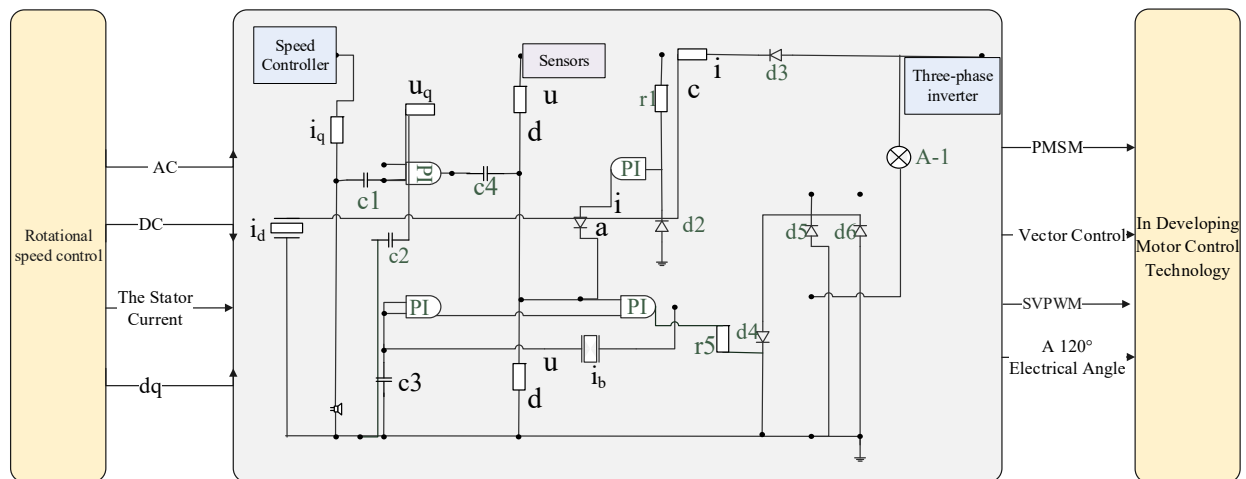 Rotational
speed control
AC
DC
The Stator
Current
dq
Speed
Controller
Sensors
Three-phase
inverter
u_q
i_q
u
d
r1
i
c
d3
A-1
PI
c1
c4
PI
i
a
d2
i_d
c2
d5
d6
PI
PI
c3
u
d
i_b
r5
d4
PMSM
Vector Control
SVPWM
A 120°
Electrical Angle
In Developing
Motor Control
Technology